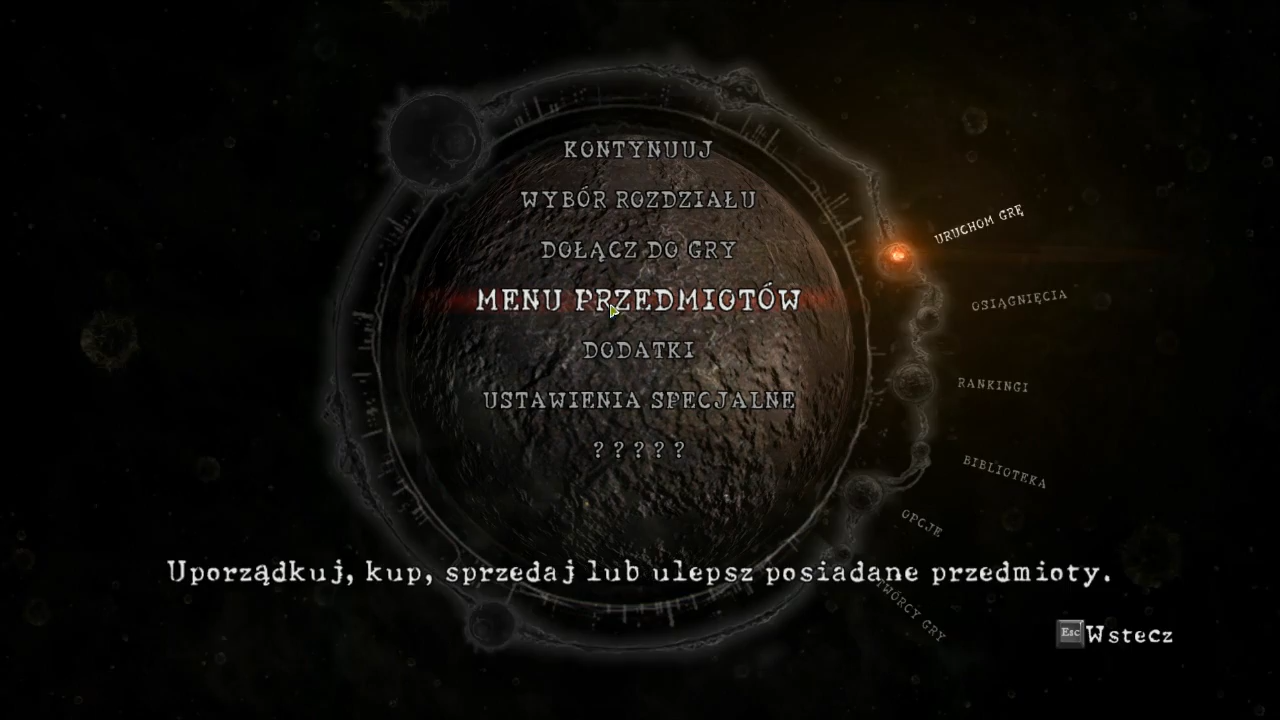 KONTYNUUJ
WYBÓR ROZDZIAŁU
DOŁĄCZ DO GRY
MENU PRZEDMIOTÓW
DODATKI
USTAWIENIA SPECJALNE
?????
URUCHOM GRĘ
OSIĄGNIĘCIA
RANKINGI
BIBLIOTEKA
OPCJE
TWÓRCY GRY
Uporządkuj, kup, sprzedaj lub ulepsz posiadane przedmioty.
Esc Wstecz